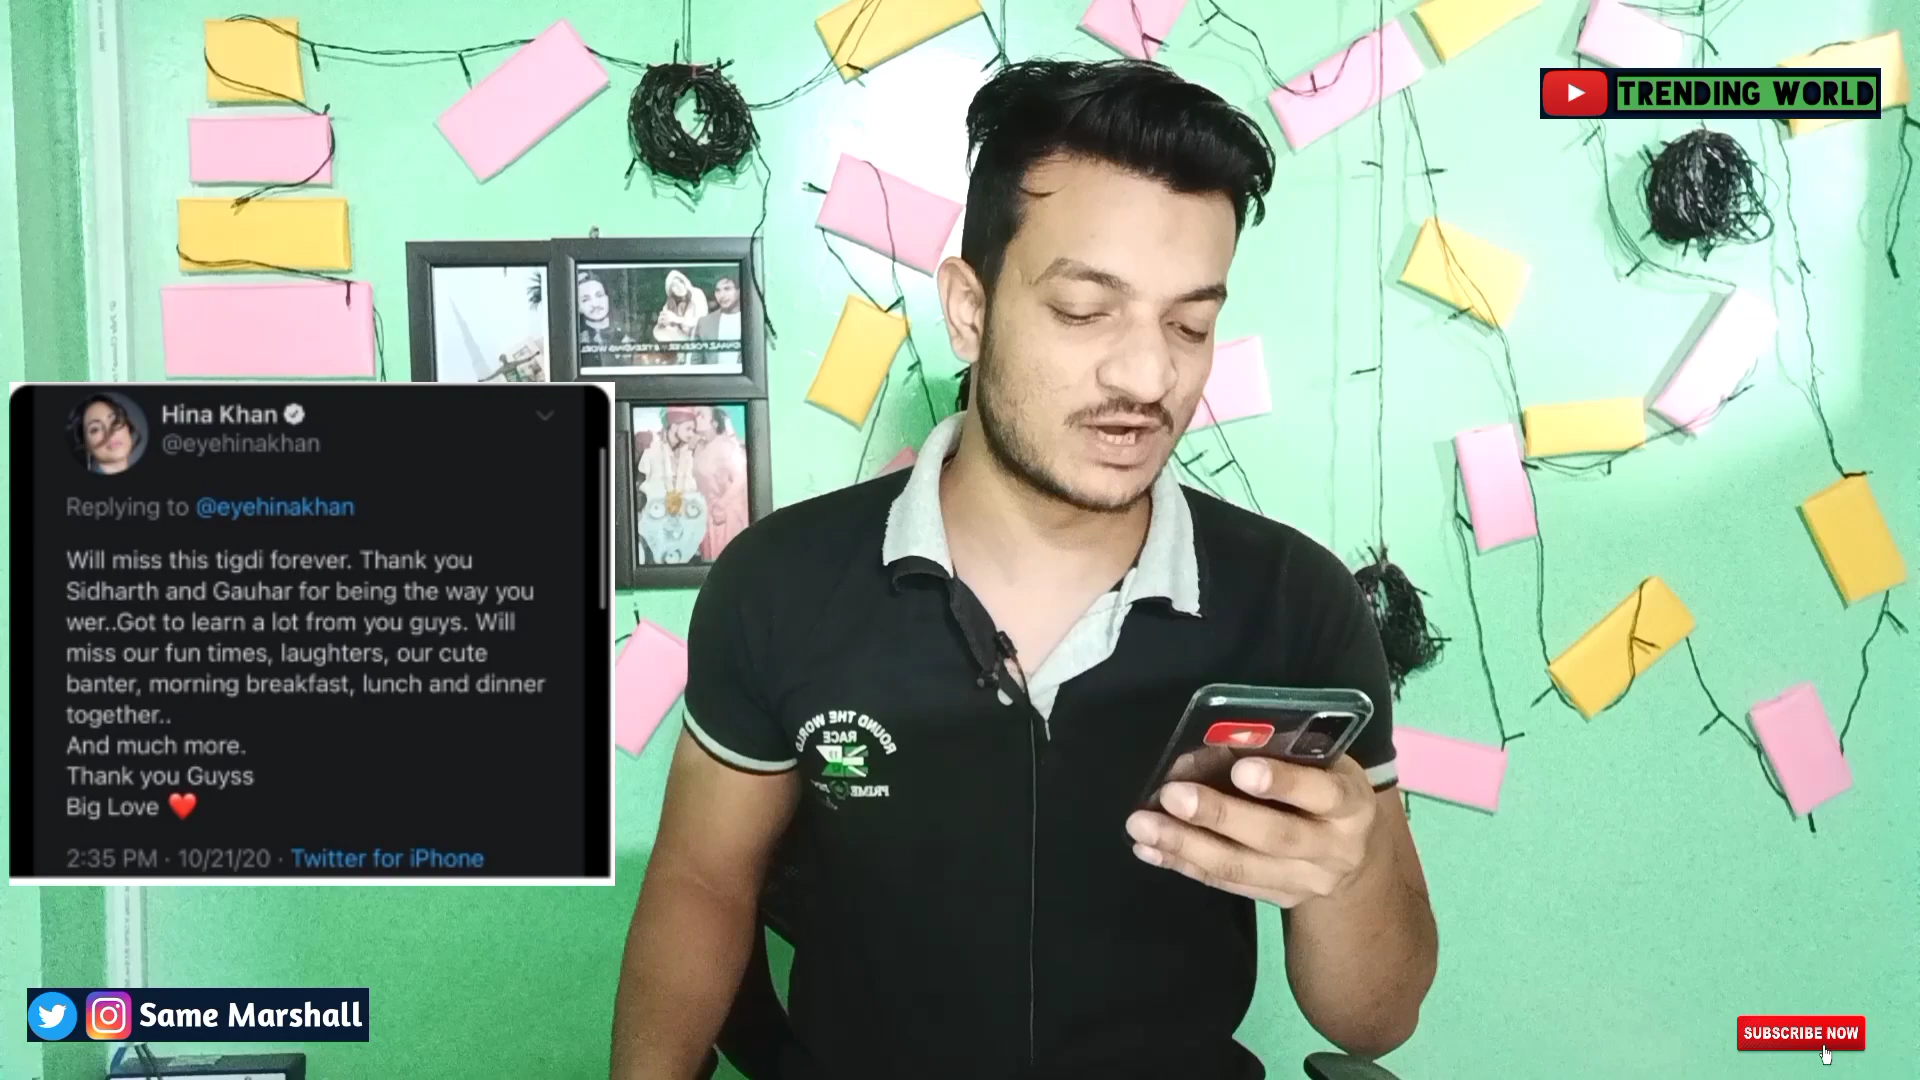 TRENDING WORLD
Hina Khan
@eyehinakhan
Replying to @eyehinakhan
Will miss this tigdi forever. Thank you
Sidharth and Gauhar for being the way you
wer..Got to learn a lot from you guys. Will
miss our fun times, laughters, our cute
banter, morning breakfast, lunch and dinner
together..
And much more.
Thank you Guyss
Big Love ❤️
2:35 PM · 10/21/20 · Twitter for iPhone
ROUND THE WORLD
RACE
PRIME
Same Marshall
SUBSCRIBE NOW